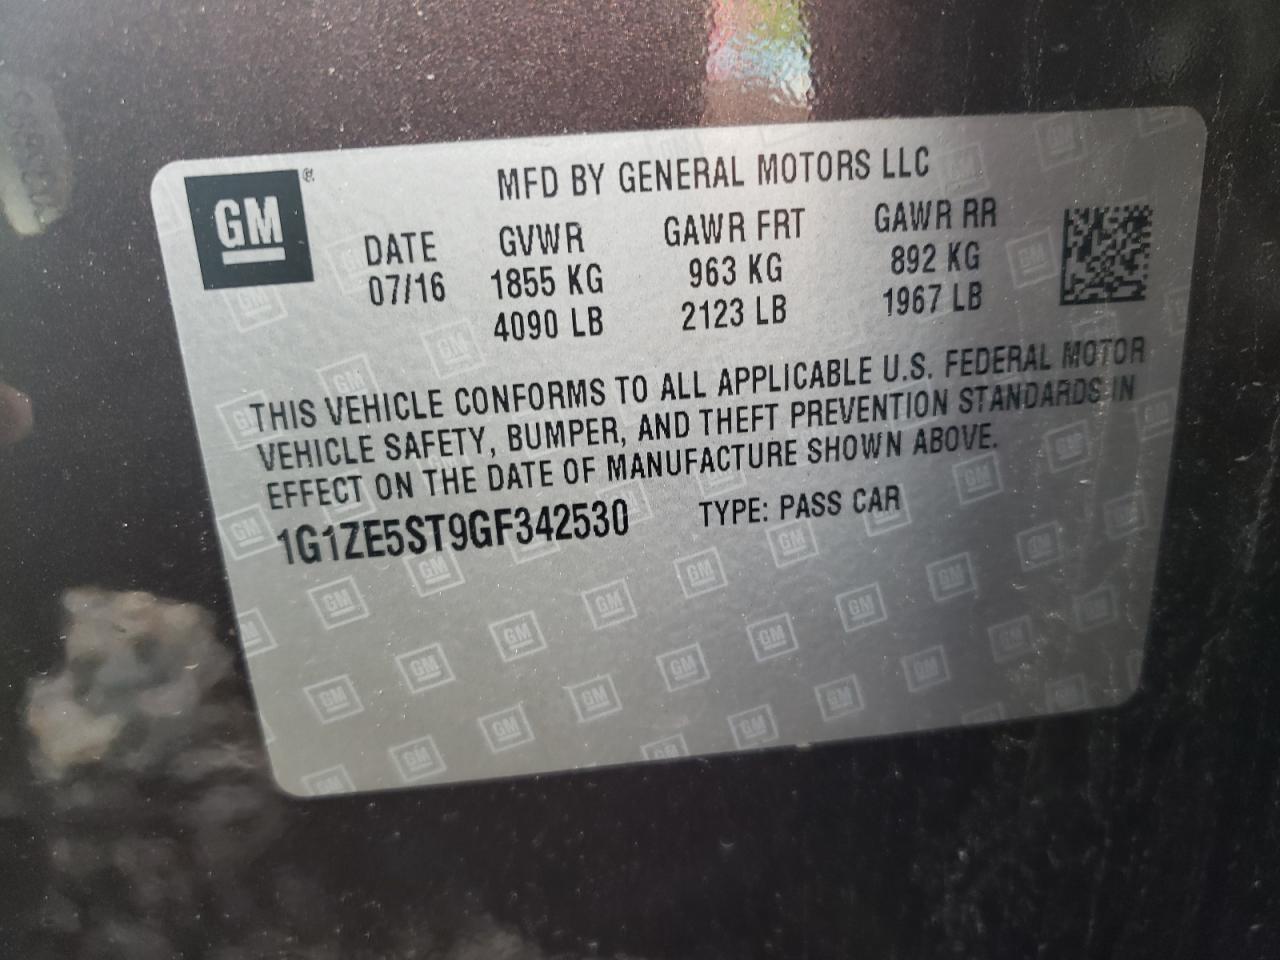 GM ®
MFD BY GENERAL MOTORS LLC
DATE GVWR GAWR FRT GAWR RR
07/16 1855 KG 963 KG 892 KG
4090 LB 2123 LB 1967 LB
THIS VEHICLE CONFORMS TO ALL APPLICABLE U.S. FEDERAL MOTOR
VEHICLE SAFETY, BUMPER, AND THEFT PREVENTION STANDARDS IN
EFFECT ON THE DATE OF MANUFACTURE SHOWN ABOVE.
1G1ZE5ST9GF342530 TYPE: PASS CAR